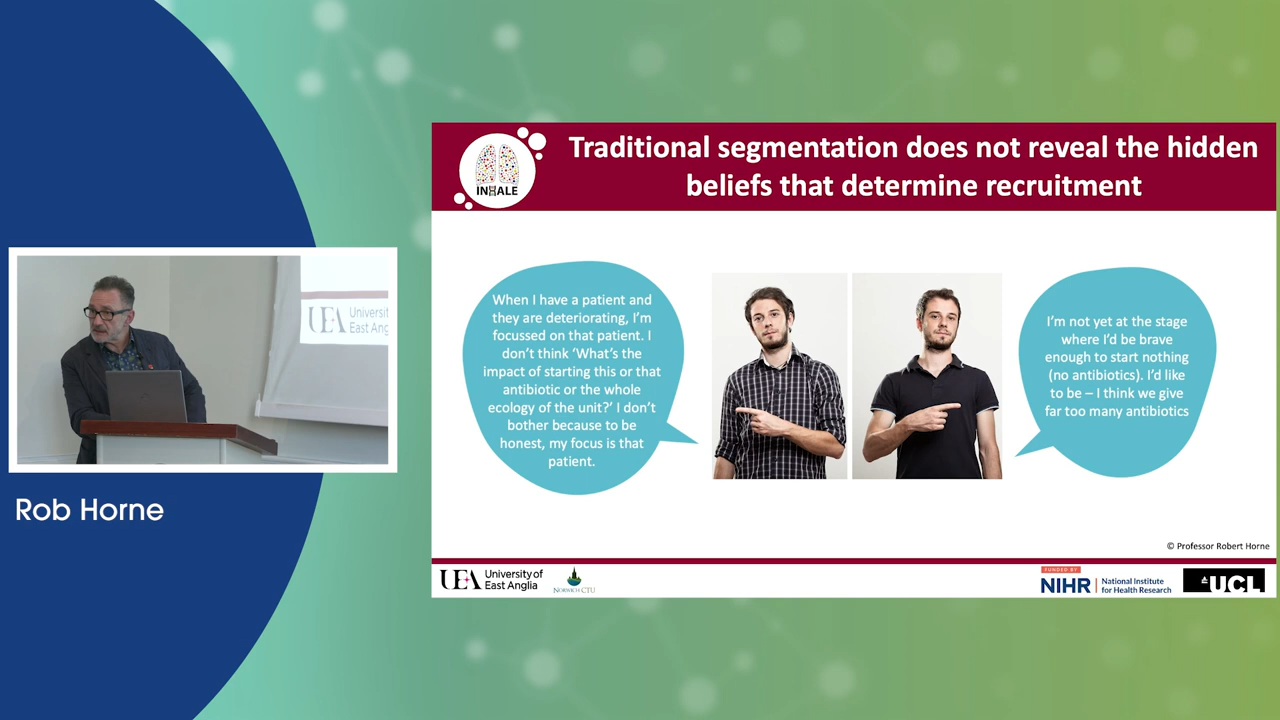 Traditional segmentation does not reveal the hidden
beliefs that determine recruitment
INHALE
When I have a patient and
they are deteriorating, I'm
focussed on that patient. I
don't think 'What's the
impact of starting this or that
antibiotic or the whole
ecology of the unit?' I don't
bother because to be
honest, my focus is that
patient.
I'm not yet at the stage
where I'd be brave
enough to start nothing
(no antibiotics). I'd like
to be – I think we give
far too many antibiotics
UEA
University
East Ang
Rob Horne
© Professor Robert Horne
UEA University of
East Anglia
NORWICH CTU
FUNDED BY
NIHR | National Institute
for Health Research
UCL